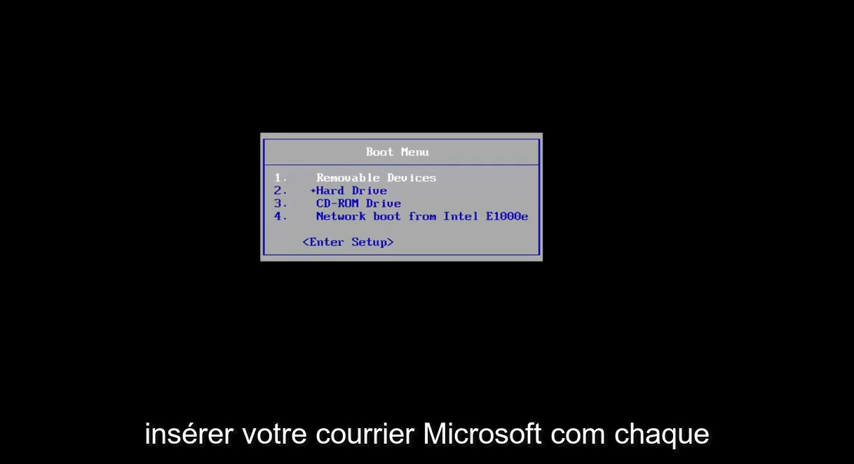 Boot Menu
1. Removable Devices
2. +Hard Drive
3. CD-ROM Drive
4. Network boot from Intel E1000e
<Enter Setup>
insérer votre courrier Microsoft com chaque